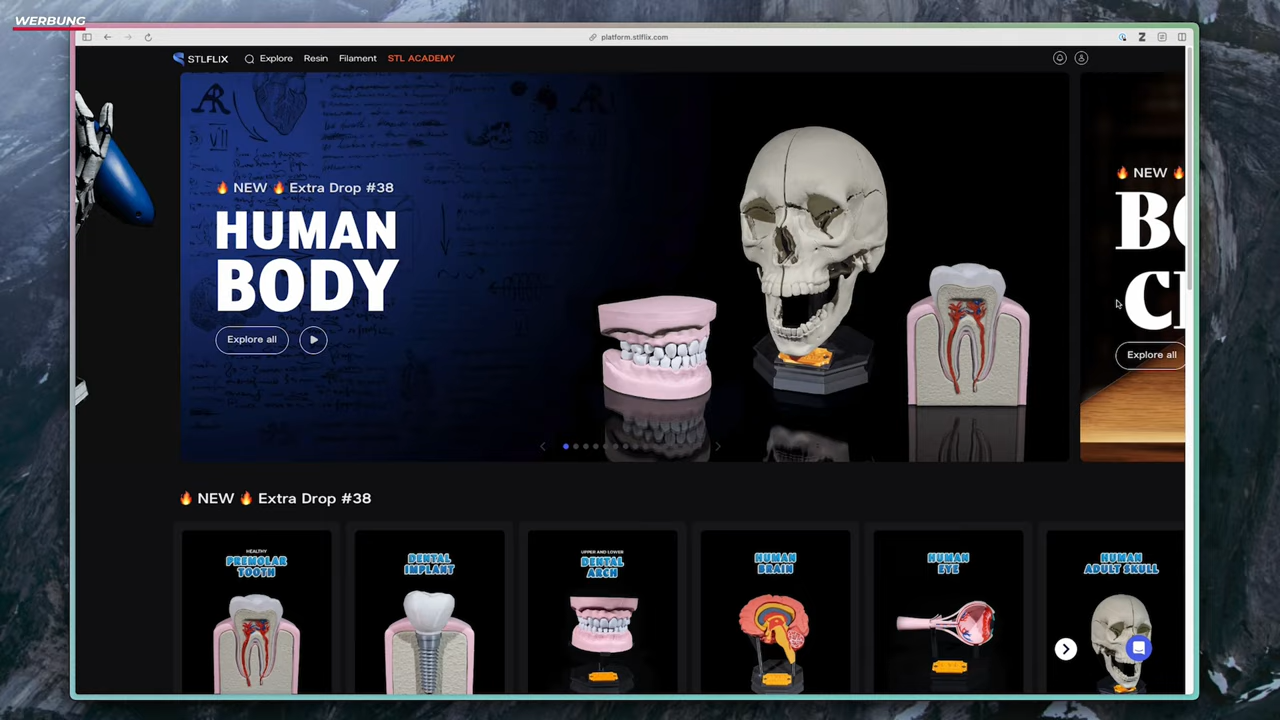 WERBUNG
platform.stlflix.com
STLFLIX
Explore
Resin
Filament
STL ACADEMY
🔥 NEW 🔥 Extra Drop #38
HUMAN
BODY
Explore all
🔥 NEW 🔥
Explore all
🔥 NEW 🔥 Extra Drop #38
HEALTHY
PREMOLAR
TOOTH
DENTAL
IMPLANT
UPPER AND LOWER
DENTAL
ARCH
HUMAN
BRAIN
HUMAN
EYE
HUMAN
ADULT SKULL